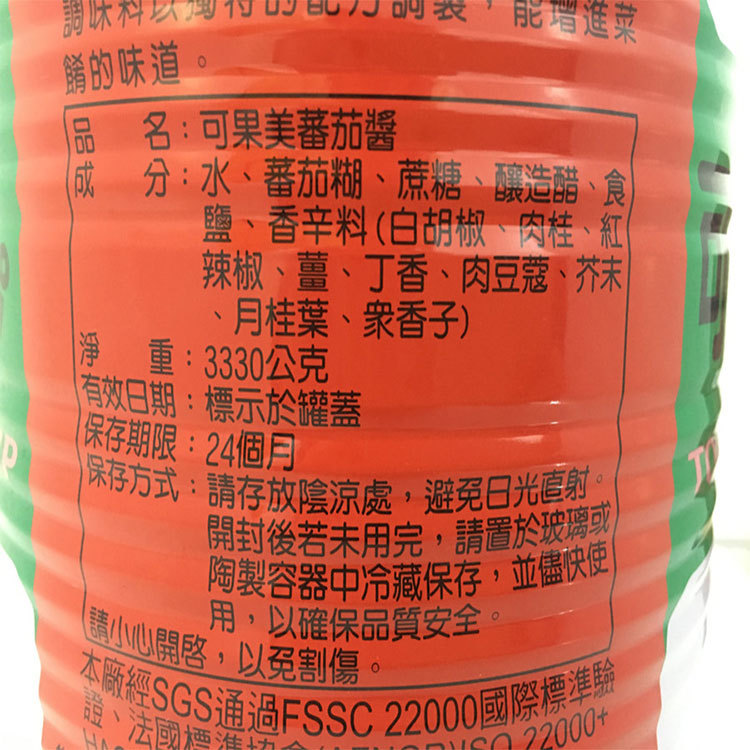 調味料以獨特的配方調製，能增進菜
餚的味道。
品　名：可果美蕃茄醬
成　分：水、蕃茄糊、蔗糖、釀造醋、食
鹽、香辛料(白胡椒、肉桂、紅
辣椒、薑、丁香、肉豆蔻、芥末
、月桂葉、衆香子)
淨　重：3330公克
有效日期：標示於罐蓋
保存期限：24個月
保存方式：請存放陰涼處，避免日光直射。
開封後若未用完，請置於玻璃或
陶製容器中冷藏保存，並儘快使
用，以確保品質安全。
請小心開啓，以免割傷。
本廠經SGS通過FSSC 22000國際標準驗
證、法國標準協會(AFNOR)ISO 22000+